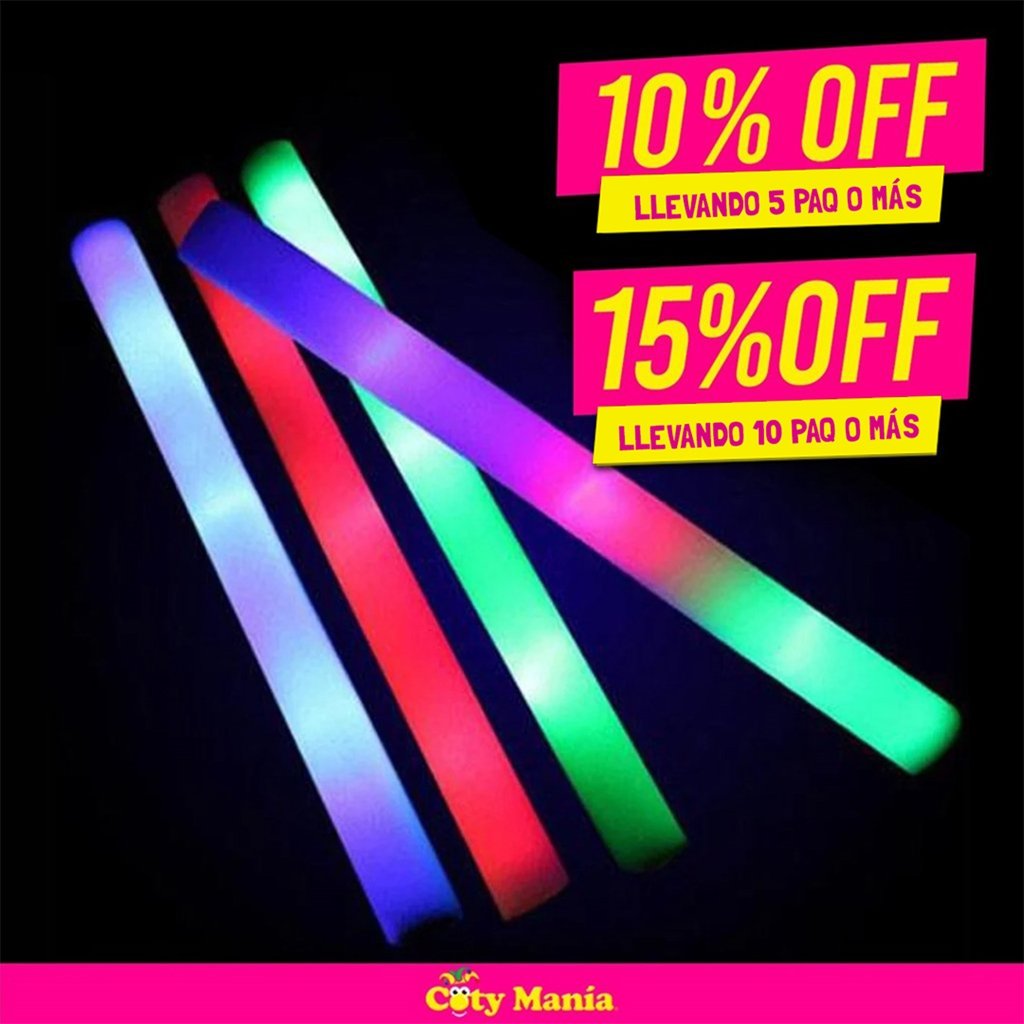 10% OFF
LLEVANDO 5 PAQ O MÁS
15% OFF
LLEVANDO 10 PAQ O MÁS
Coty Manía